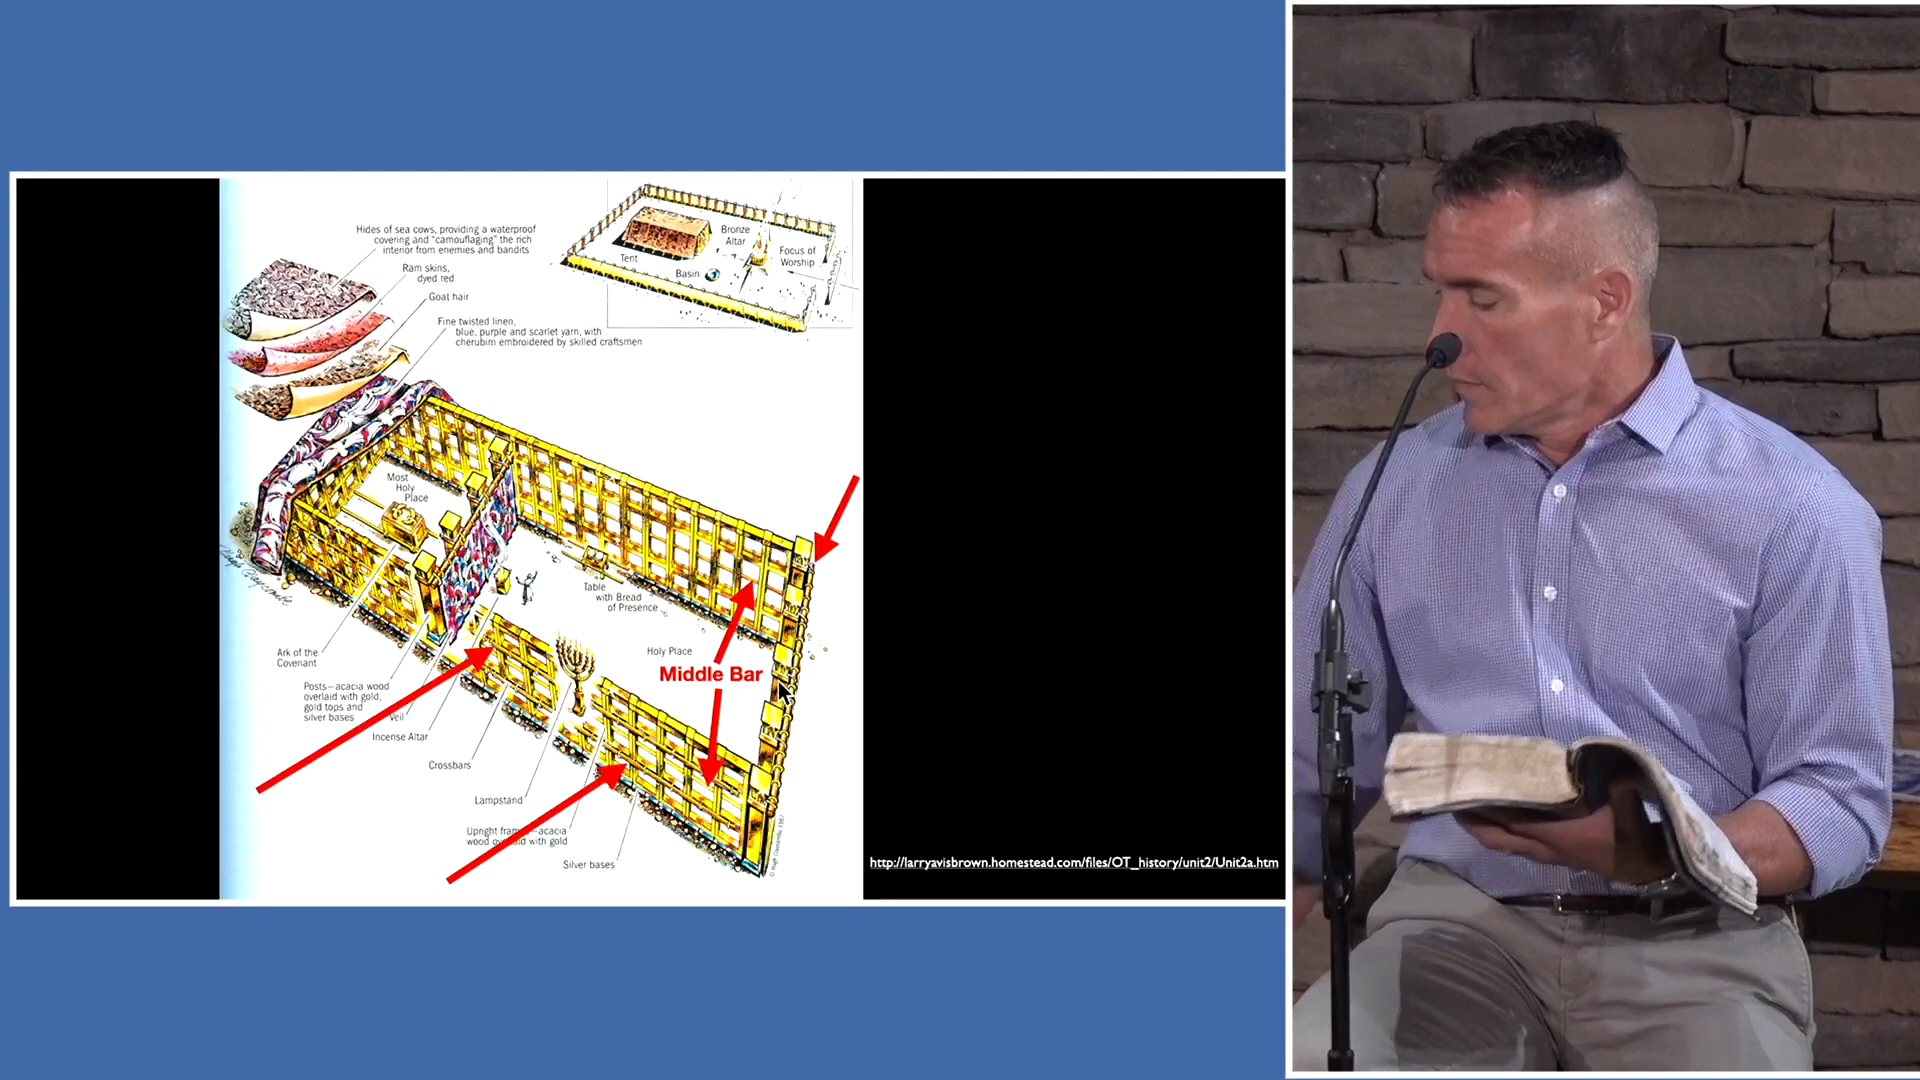 Hides of sea cows, providing a waterproof
covering and "camouflaging" the rich
interior from enemies and bandits
Ram skins,
dyed red
Goat hair
Fine twisted linen,
blue, purple and scarlet yarn, with
cherubim embroidered by skilled craftsmen
Tent
Bronze
Altar
Basin
Focus of
Worship
Most
Holy
Place
Table
with Bread
of Presence
Holy Place
Middle Bar
Ark of the
Covenant
Posts—acacia wood
overlaid with gold,
gold tops and
silver bases
Veil
Incense Altar
Crossbars
Lampstand
Upright frames—acacia
wood overlaid with gold
Silver bases
http://larryavisbrown.homestead.com/files/OT_history/unit2/Unit2a.htm